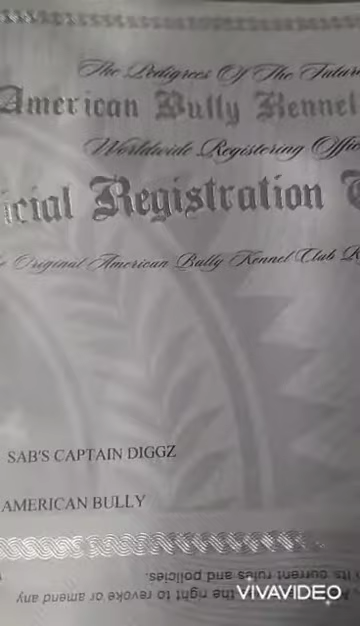 The Pedigrees Of The Future
American Bully Kennel
Worldwide Registering Offic
icial Registration
Original American Bully Kennel Club R
SAB'S CAPTAIN DIGGZ
AMERICAN BULLY
its current rules and policies.
the right to revoke or amend any
VIVAVIDEO